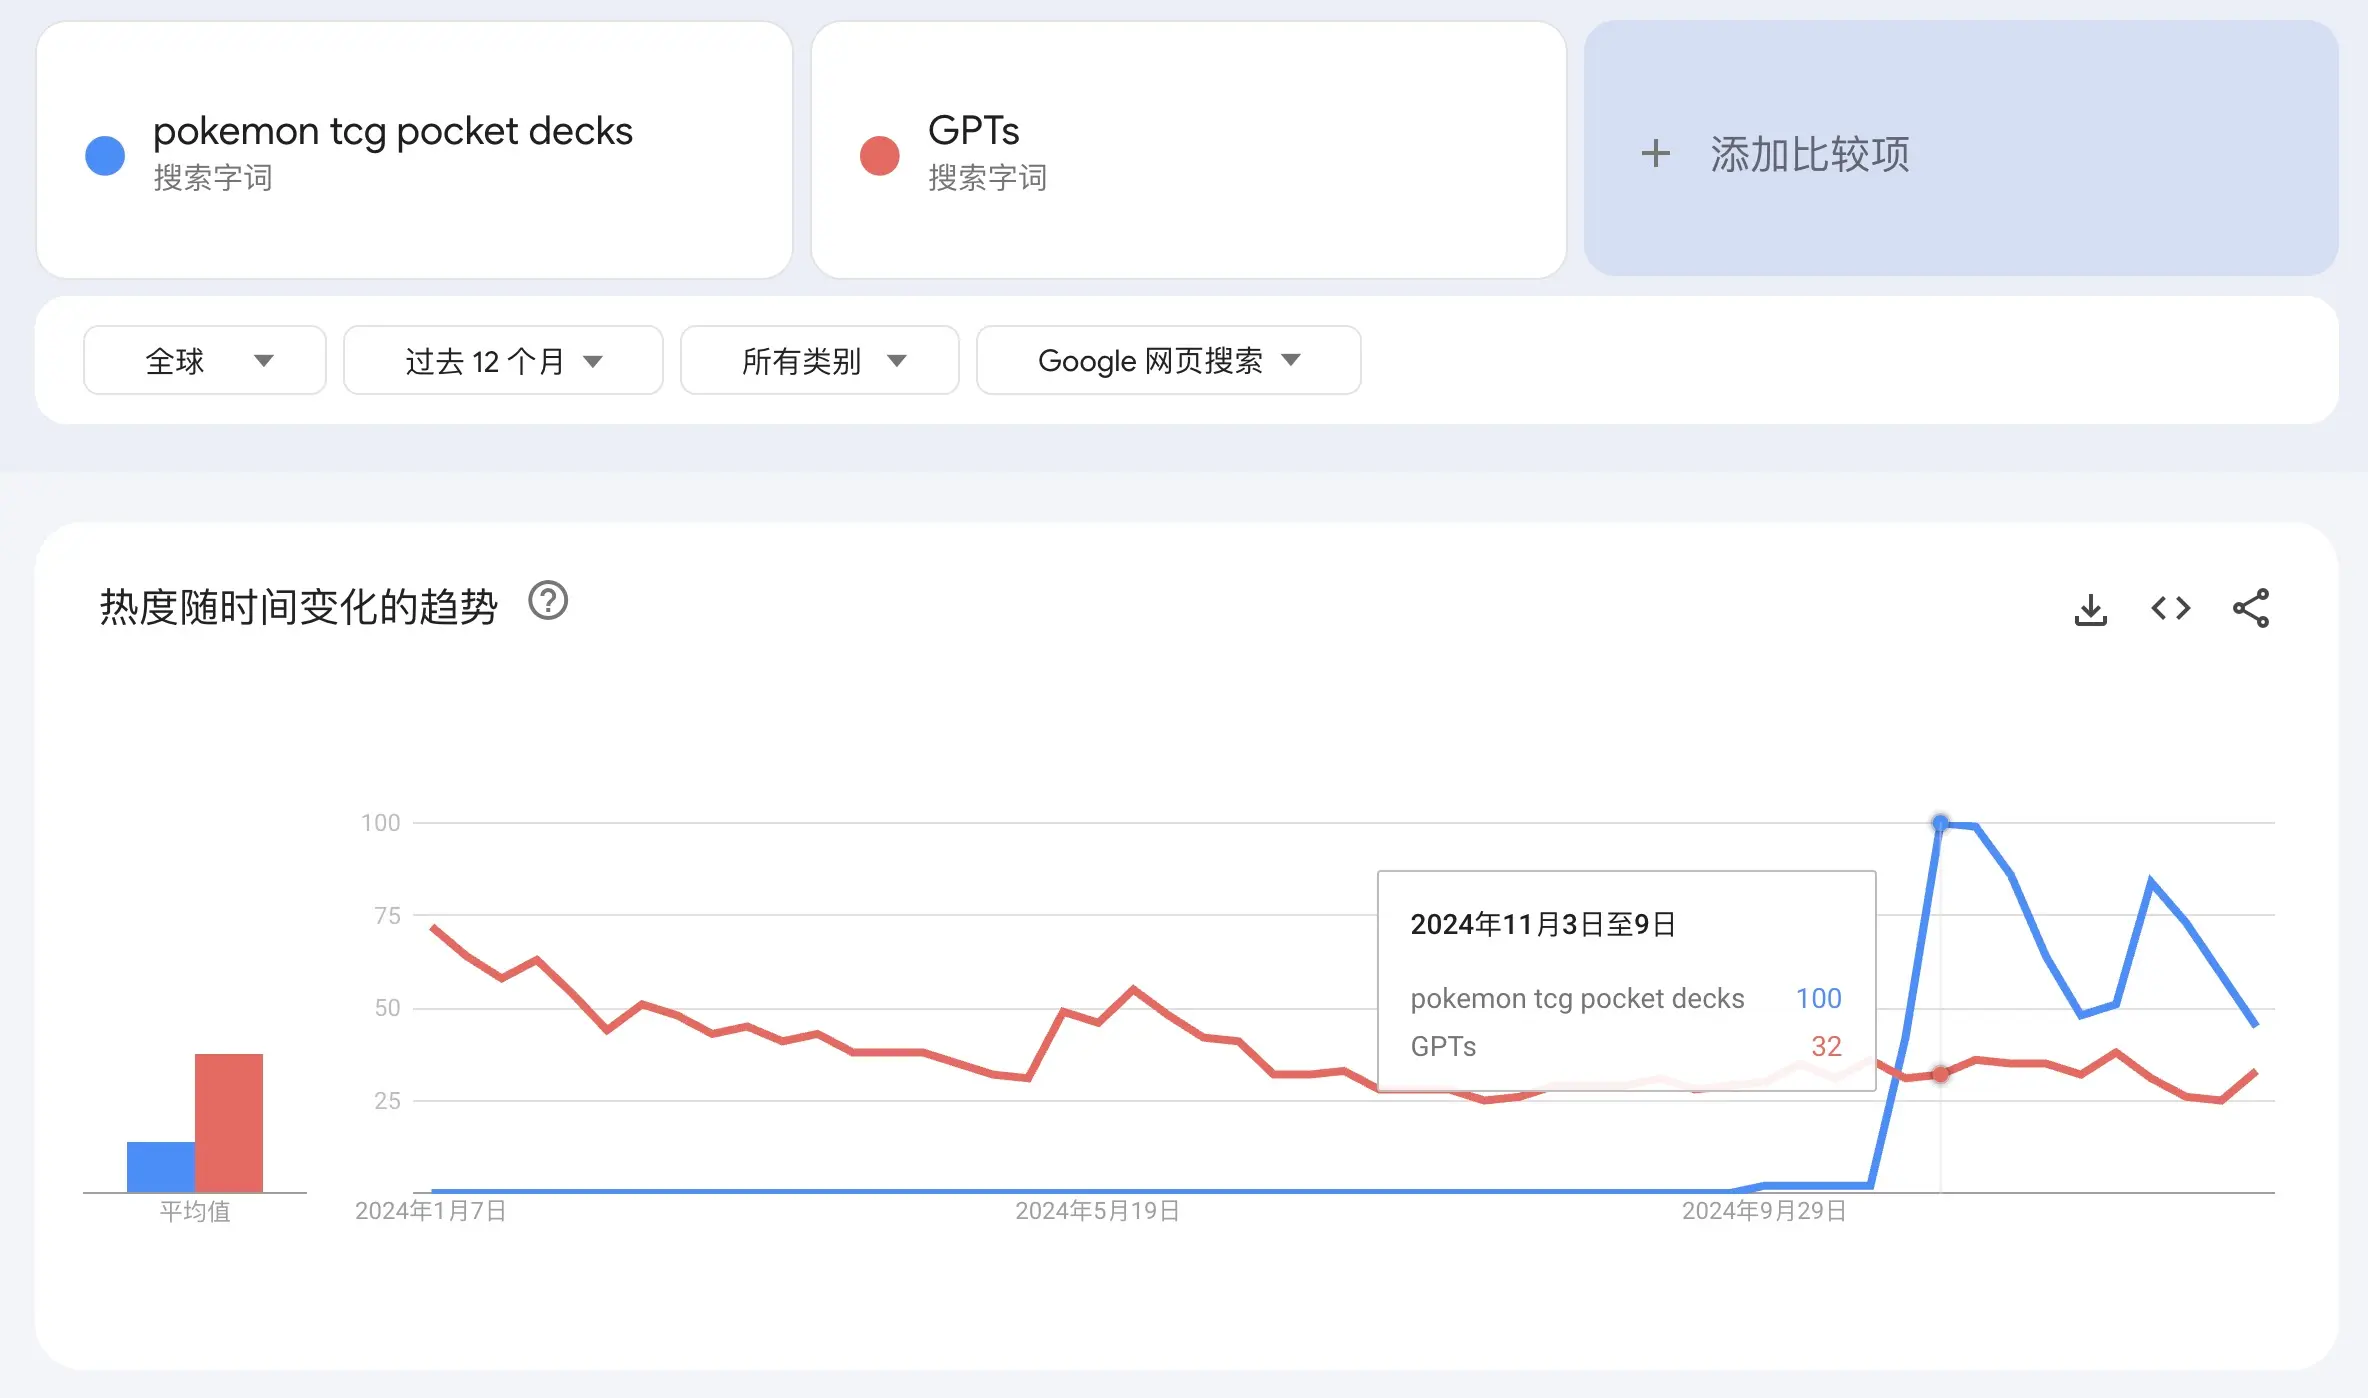 pokemon tcg pocket decks
搜索字词
GPTs
搜索字词
+ 添加比较项
全球
过去 12 个月
所有类别
Google 网页搜索
热度随时间变化的趋势
100
75
50
25
平均值
2024年1月7日
2024年5月19日
2024年9月29日
2024年11月3日至9日
pokemon tcg pocket decks 100
GPTs 32